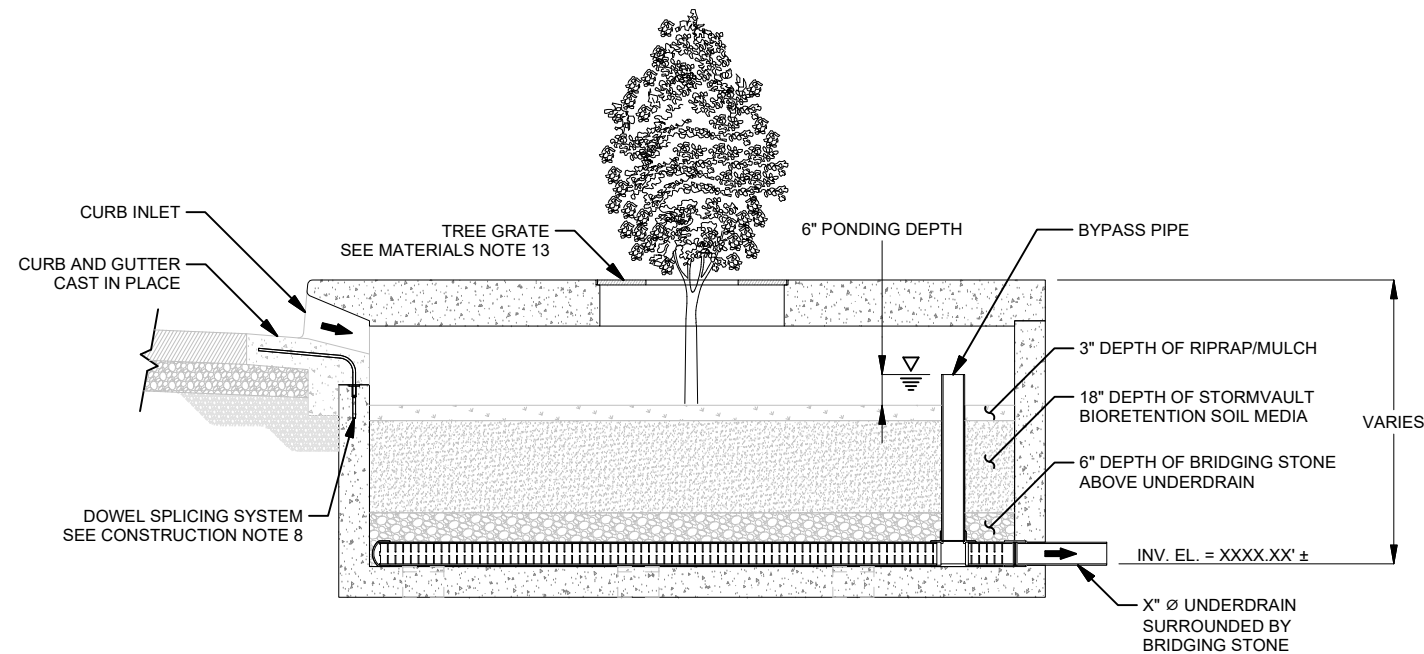 CURB INLET
CURB AND GUTTER
CAST IN PLACE
TREE GRATE
SEE MATERIALS NOTE 13
6" PONDING DEPTH
BYPASS PIPE
3" DEPTH OF RIPRAP/MULCH
18" DEPTH OF STORMVAULT
BIORETENTION SOIL MEDIA
VARIES
6" DEPTH OF BRIDGING STONE
ABOVE UNDERDRAIN
DOWEL SPLICING SYSTEM
SEE CONSTRUCTION NOTE 8
INV. EL. = XXXX.XX' ±
X" Ø UNDERDRAIN
SURROUNDED BY
BRIDGING STONE